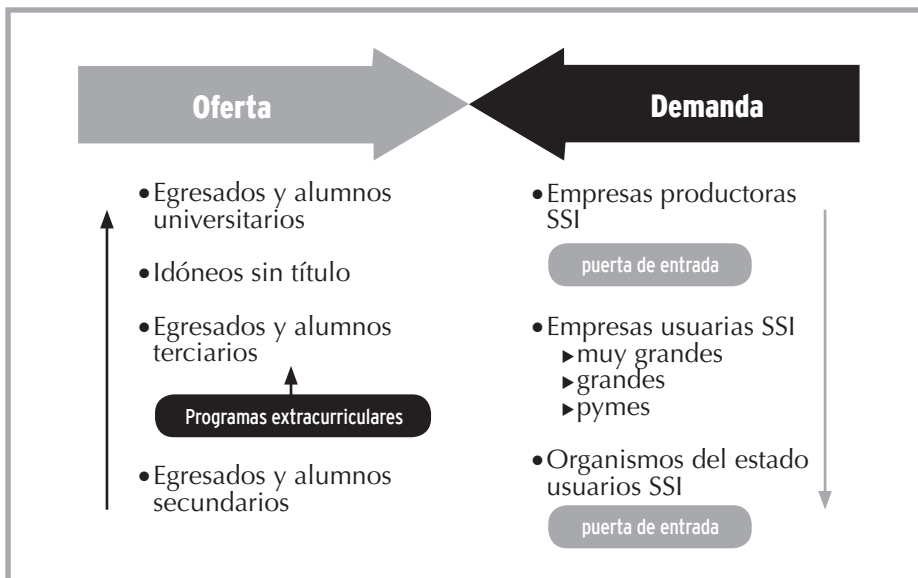 Oferta
Demanda
•Egresados y alumnos
universitarios
•Idóneos sin título
•Egresados y alumnos
terciarios
Programas extracurriculares
•Egresados y alumnos
secundarios
•Empresas productoras
SSI
puerta de entrada
•Empresas usuarias SSI
▶muy grandes
▶grandes
▶pymes
•Organismos del estado
usuarios SSI
puerta de entrada